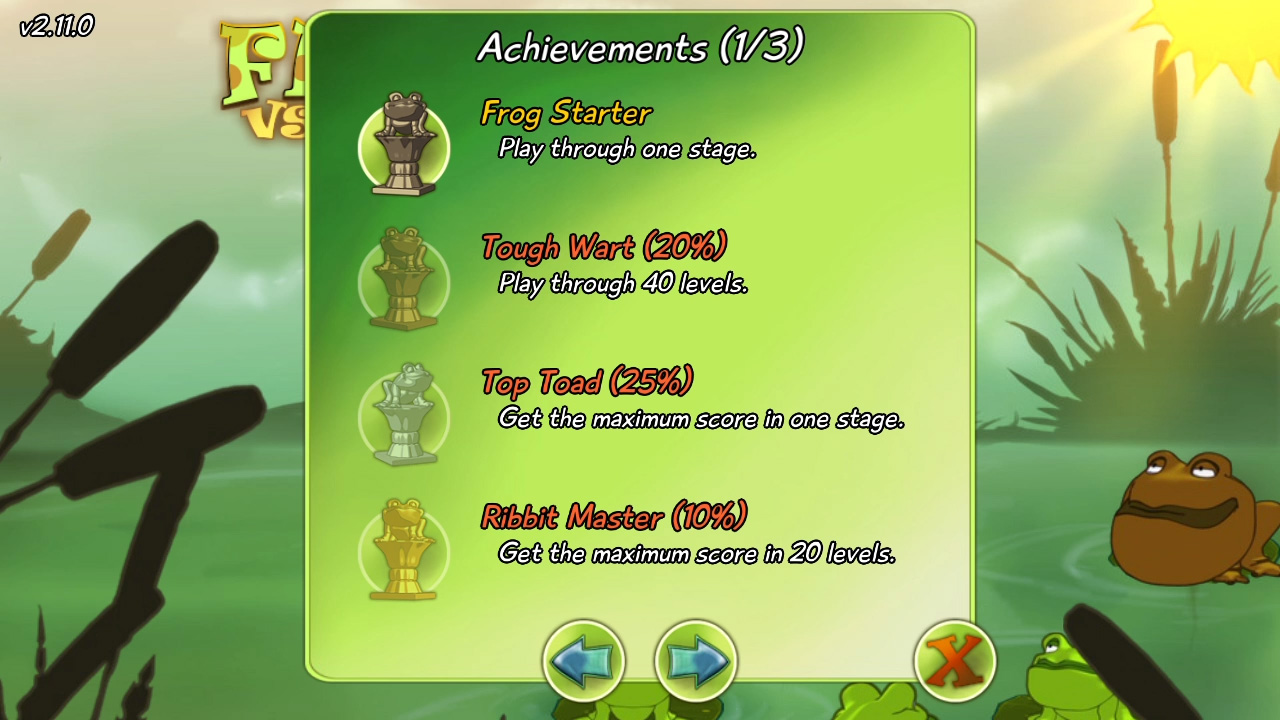 v2.11.0
Achievements (1/3)
Frog Starter
Play through one stage.
Tough Wart (20%)
Play through 40 levels.
Top Toad (25%)
Get the maximum score in one stage.
Ribbit Master (10%)
Get the maximum score in 20 levels.